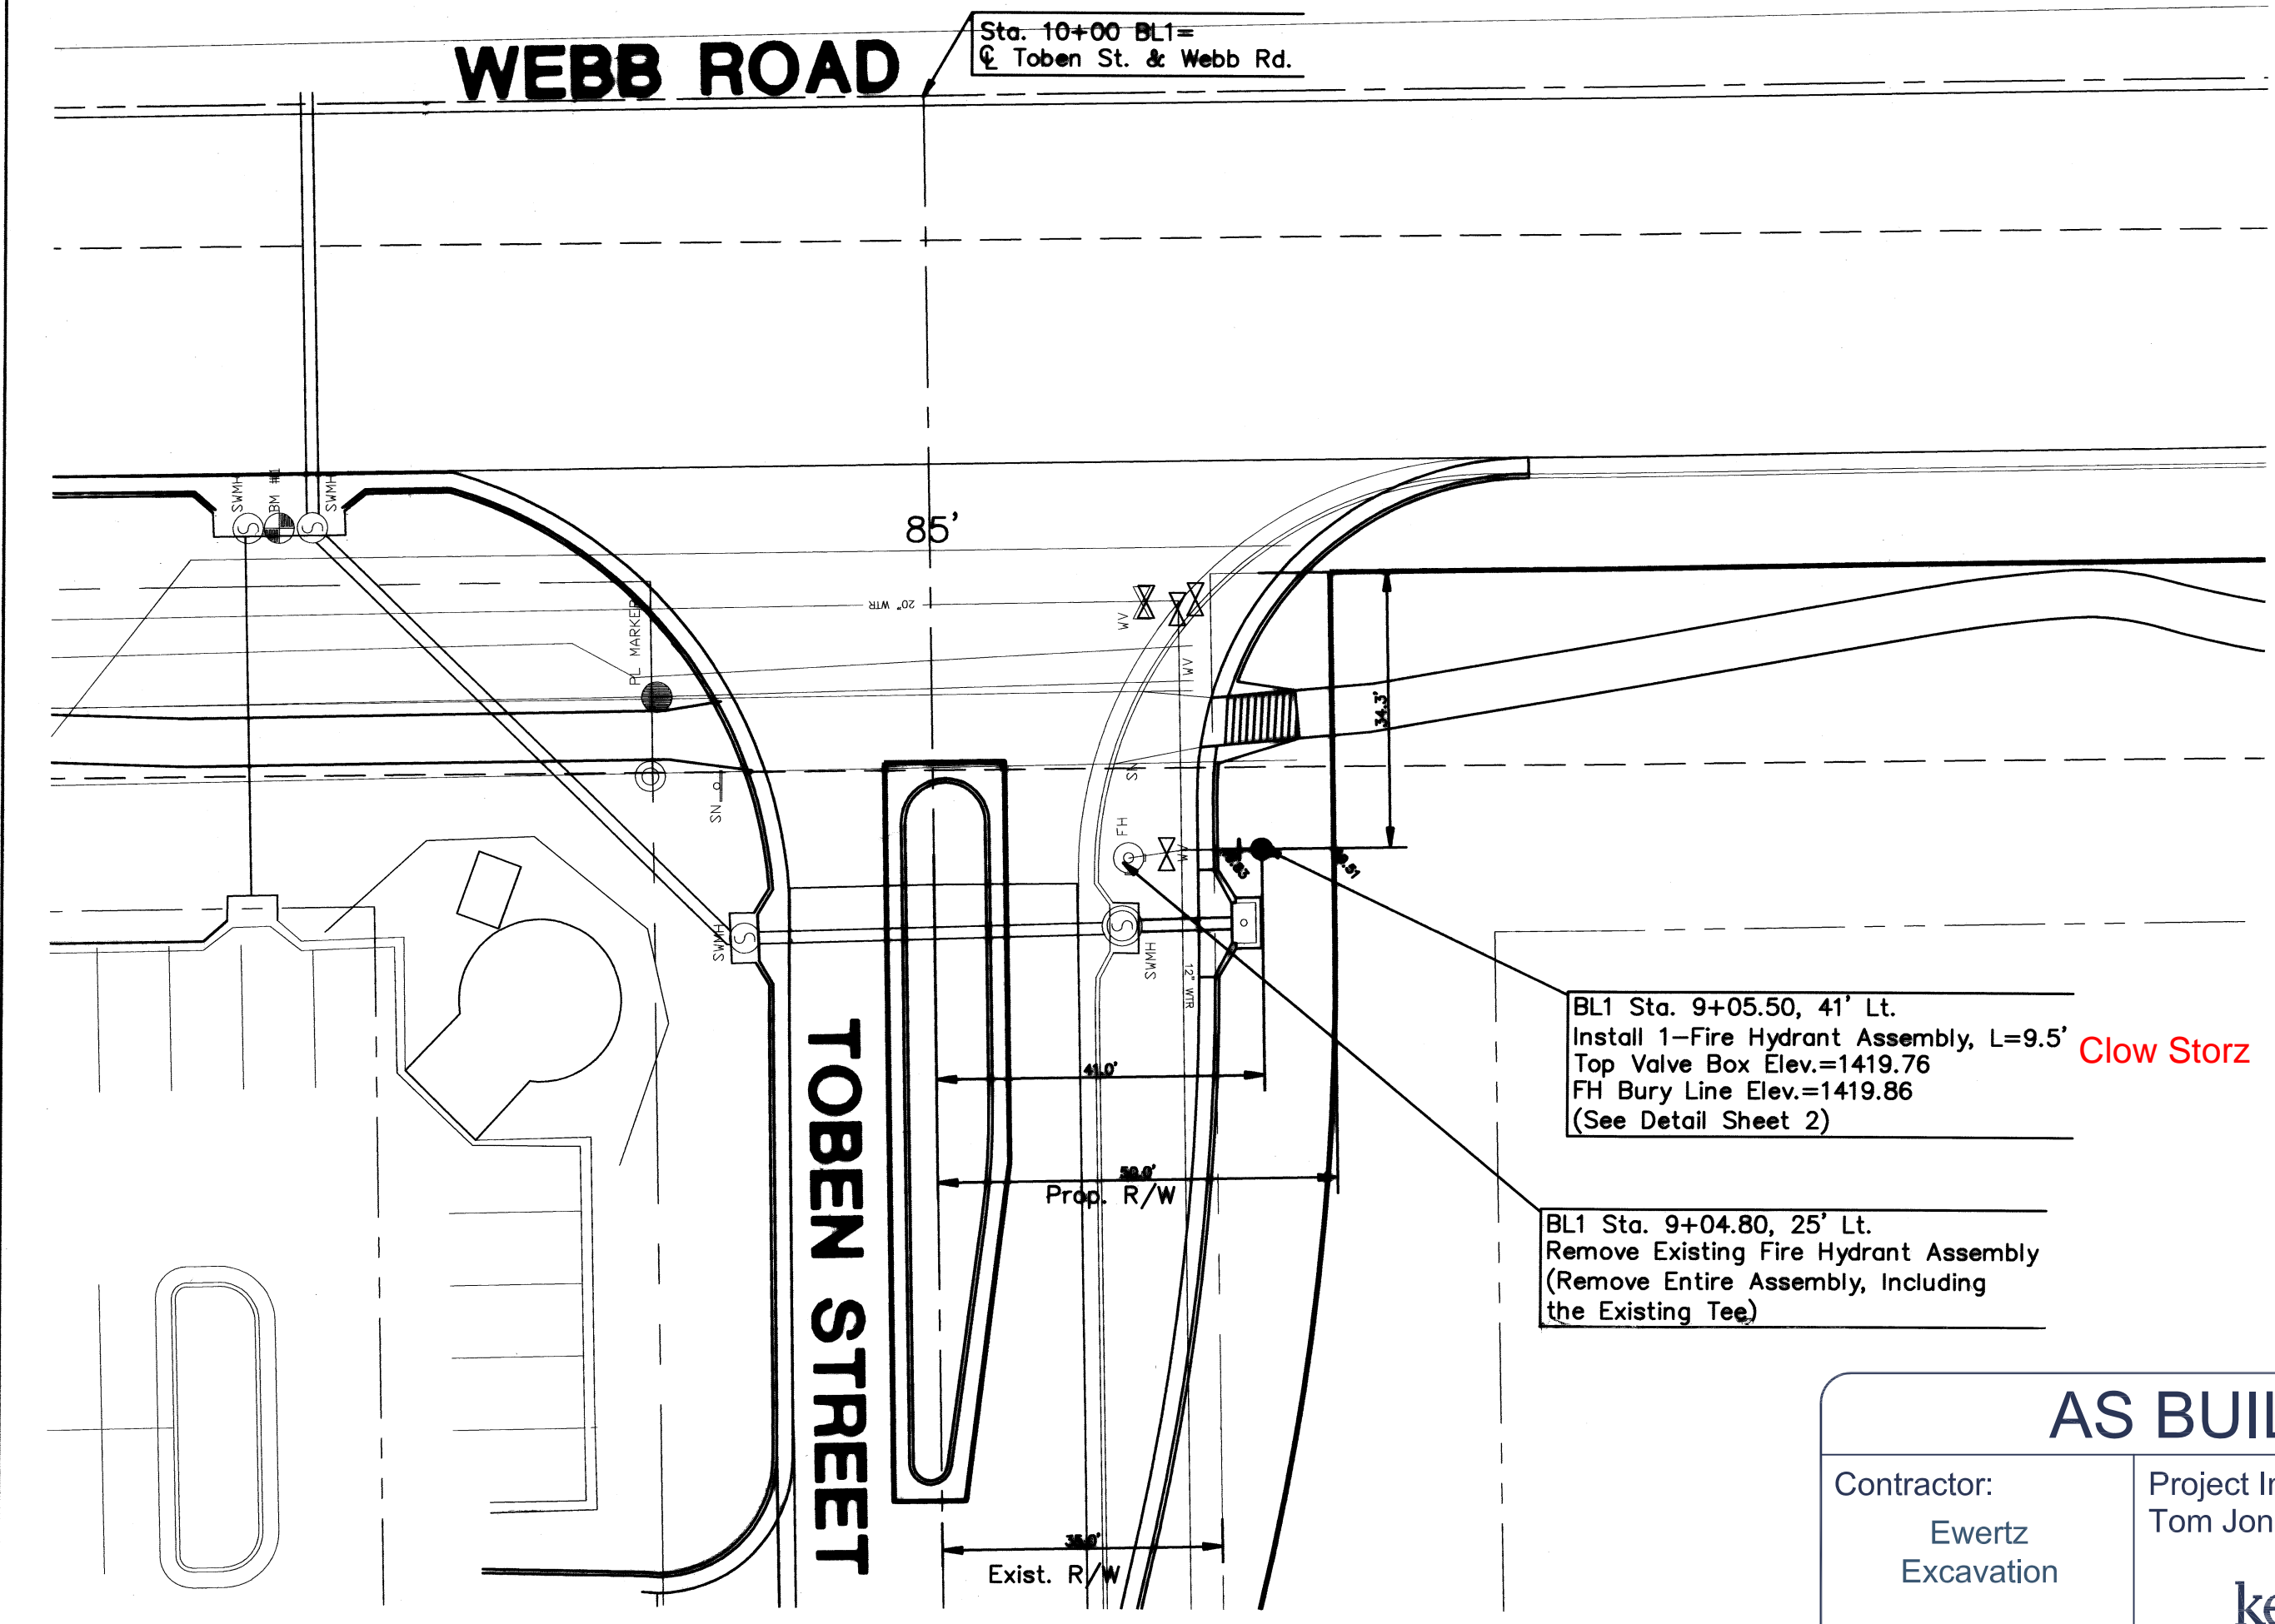 WEBB ROAD
Sta. 10+00 BL1=
℄ Toben St. & Webb Rd.
SWMH
BM #1
SWMH
85'
20" WTR
PL MARKER
WV
WV
SN
SN
FH
WV
34.3'
SWMH
SWMH
12" WTR
TOBEN STREET
41.0'
50.0'
Prop. R/W
35.0'
Exist. R/W
BL1 Sta. 9+05.50, 41' Lt.
Install 1-Fire Hydrant Assembly, L=9.5'
Top Valve Box Elev.=1419.76
FH Bury Line Elev.=1419.86
(See Detail Sheet 2)
Clow Storz
BL1 Sta. 9+04.80, 25' Lt.
Remove Existing Fire Hydrant Assembly
(Remove Entire Assembly, Including
the Existing Tee)
AS BUIL
Contractor:
Ewertz
Excavation
Project In
Tom Jon
ke